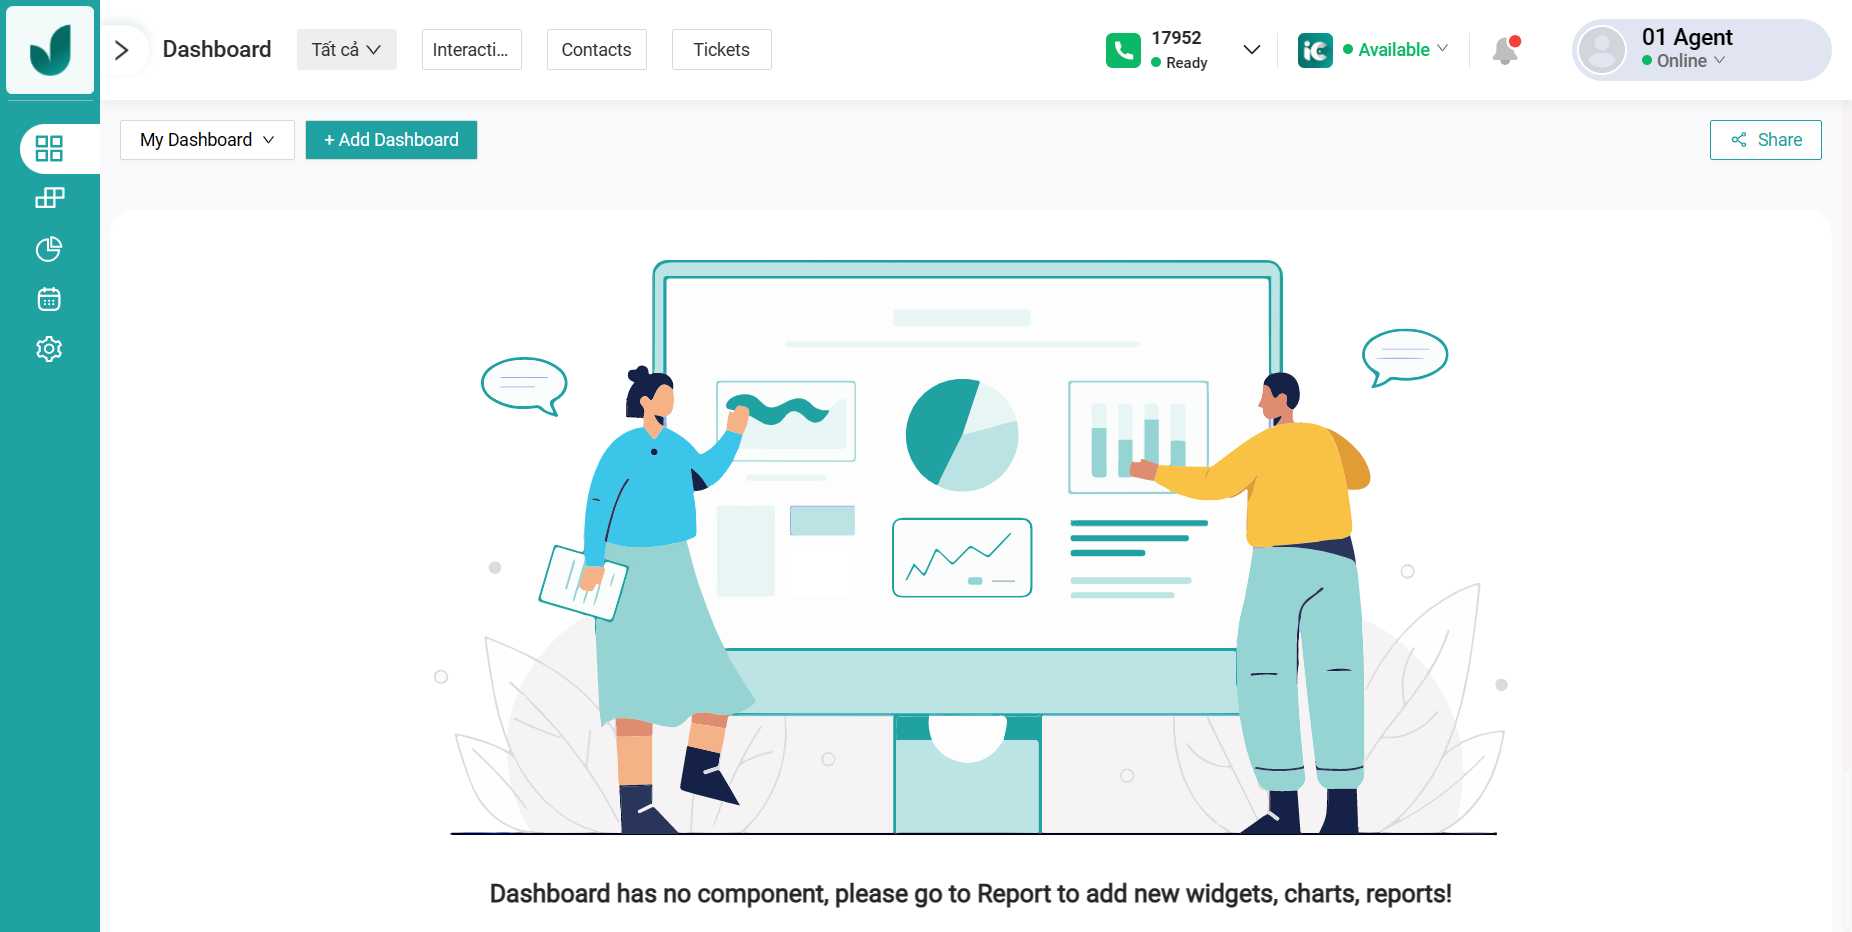 Dashboard
Tất cả
Interacti...
Contacts
Tickets
17952
Ready
iC
Available
01 Agent
Online
My Dashboard
+ Add Dashboard
Share
Dashboard has no component, please go to Report to add new widgets, charts, reports!